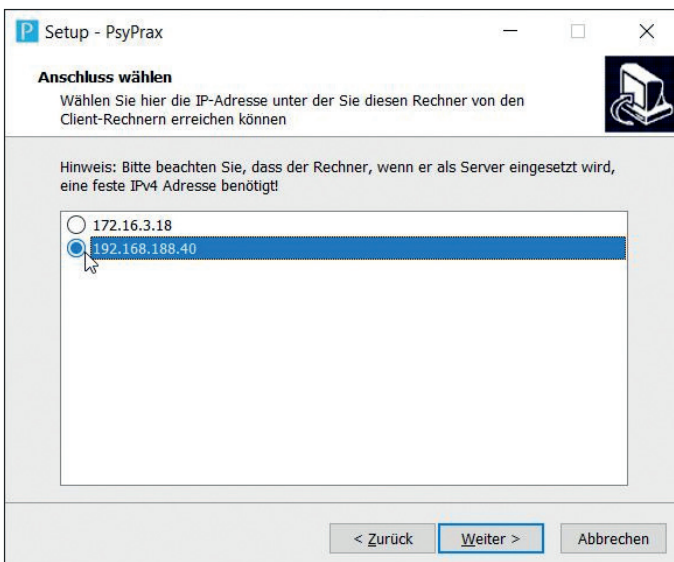 Setup - PsyPrax
Anschluss wählen
Wählen Sie hier die IP-Adresse unter der Sie diesen Rechner von den
Client-Rechnern erreichen können
Hinweis: Bitte beachten Sie, dass der Rechner, wenn er als Server eingesetzt wird,
eine feste IPv4 Adresse benötigt!
172.16.3.18
192.168.188.40
< Zurück Weiter > Abbrechen